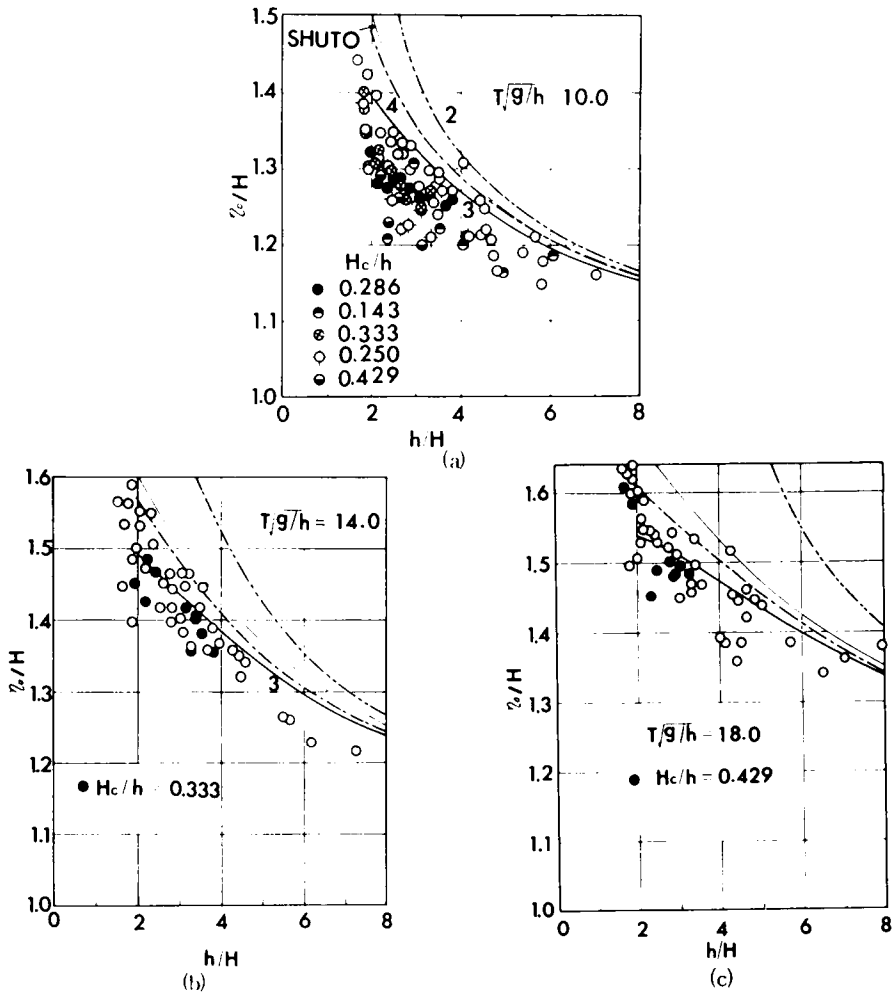 1.5
SHUTO
T√g/h 10.0
1.4
4
2
1.3
3
ηc/H
1.2
Hc/h
0.286
0.143
0.333
0.250
0.429
1.1
1.0
0 2 4 6 8
h/H
(a)
1.6
T√g/h = 14.0
1.5
1.4
ηc/H
3
1.3
1.2
Hc/h = 0.333
1.1
1.0
0 2 4 6 8
h/H
(b)
1.6
1.5
1.4
ηc/H
1.3
T√g/h = 18.0
1.2
Hc/h = 0.429
1.1
1.0
0 2 4 6 8
h/H
(c)